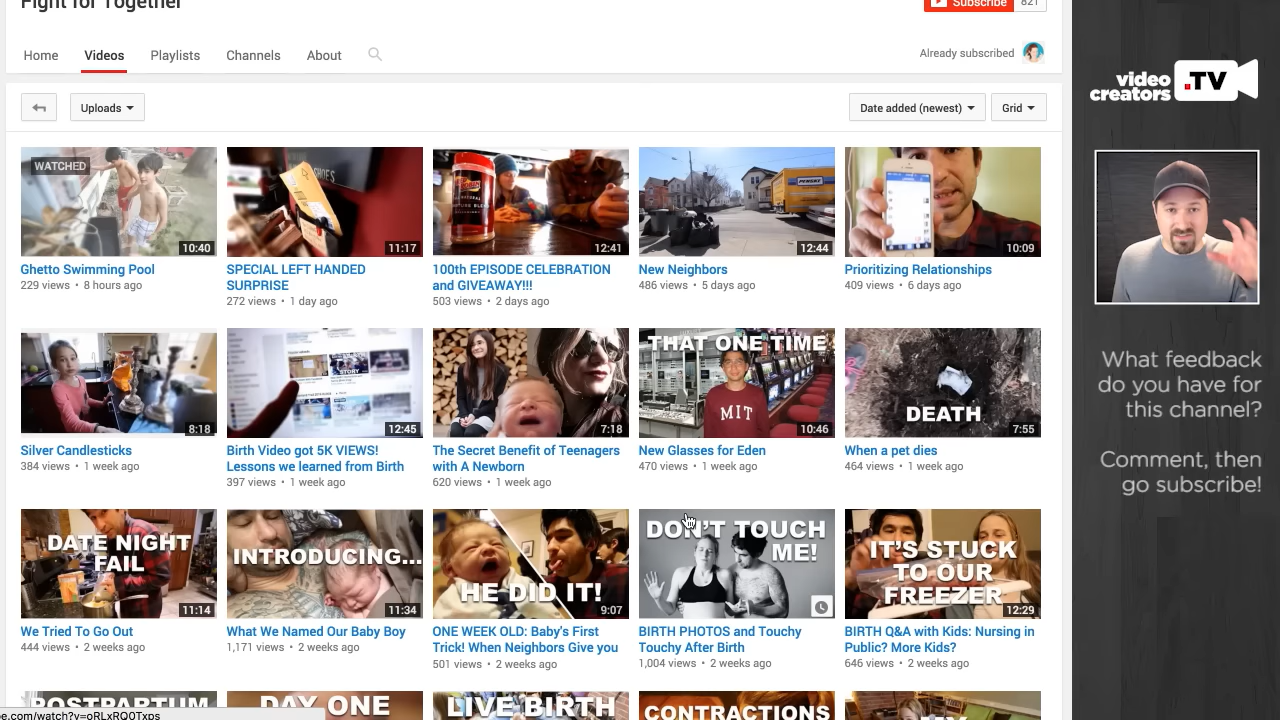 Fight for Together
Subscribe 821
Home Videos Playlists Channels About
Already subscribed
video creators .TV
Uploads
Date added (newest)
Grid
WATCHED
SHOES
PENSKE
10:40
11:17
12:41
12:44
10:09
Ghetto Swimming Pool
229 views • 8 hours ago
SPECIAL LEFT HANDED
SURPRISE
272 views • 1 day ago
100th EPISODE CELEBRATION
and GIVEAWAY!!!
503 views • 2 days ago
New Neighbors
486 views • 5 days ago
Prioritizing Relationships
409 views • 6 days ago
What feedback
do you have for
this channel?
Comment, then
go subscribe!
8:18
STORY
12:45
7:18
THAT ONE TIME
MIT
10:46
DEATH
7:55
Silver Candlesticks
384 views • 1 week ago
Birth Video got 5K VIEWS!
Lessons we learned from Birth
397 views • 1 week ago
The Secret Benefit of Teenagers
with A Newborn
620 views • 1 week ago
New Glasses for Eden
470 views • 1 week ago
When a pet dies
464 views • 1 week ago
DATE NIGHT
FAIL
11:14
INTRODUCING...
11:34
HE DID IT!
9:07
DON'T TOUCH
ME!
IT'S STUCK
TO OUR
FREEZER
12:29
We Tried To Go Out
444 views • 2 weeks ago
What We Named Our Baby Boy
1,171 views • 2 weeks ago
ONE WEEK OLD: Baby's First
Trick! When Neighbors Give you
501 views • 2 weeks ago
BIRTH PHOTOS and Touchy
Touchy After Birth
1,004 views • 2 weeks ago
BIRTH Q&A with Kids: Nursing in
Public? More Kids?
646 views • 2 weeks ago
POSTPARTUM
DAY ONE
LIVE BIRTH
CONTRACTIONS
MY
be.com/watch?v=oRLxRQ0Txps